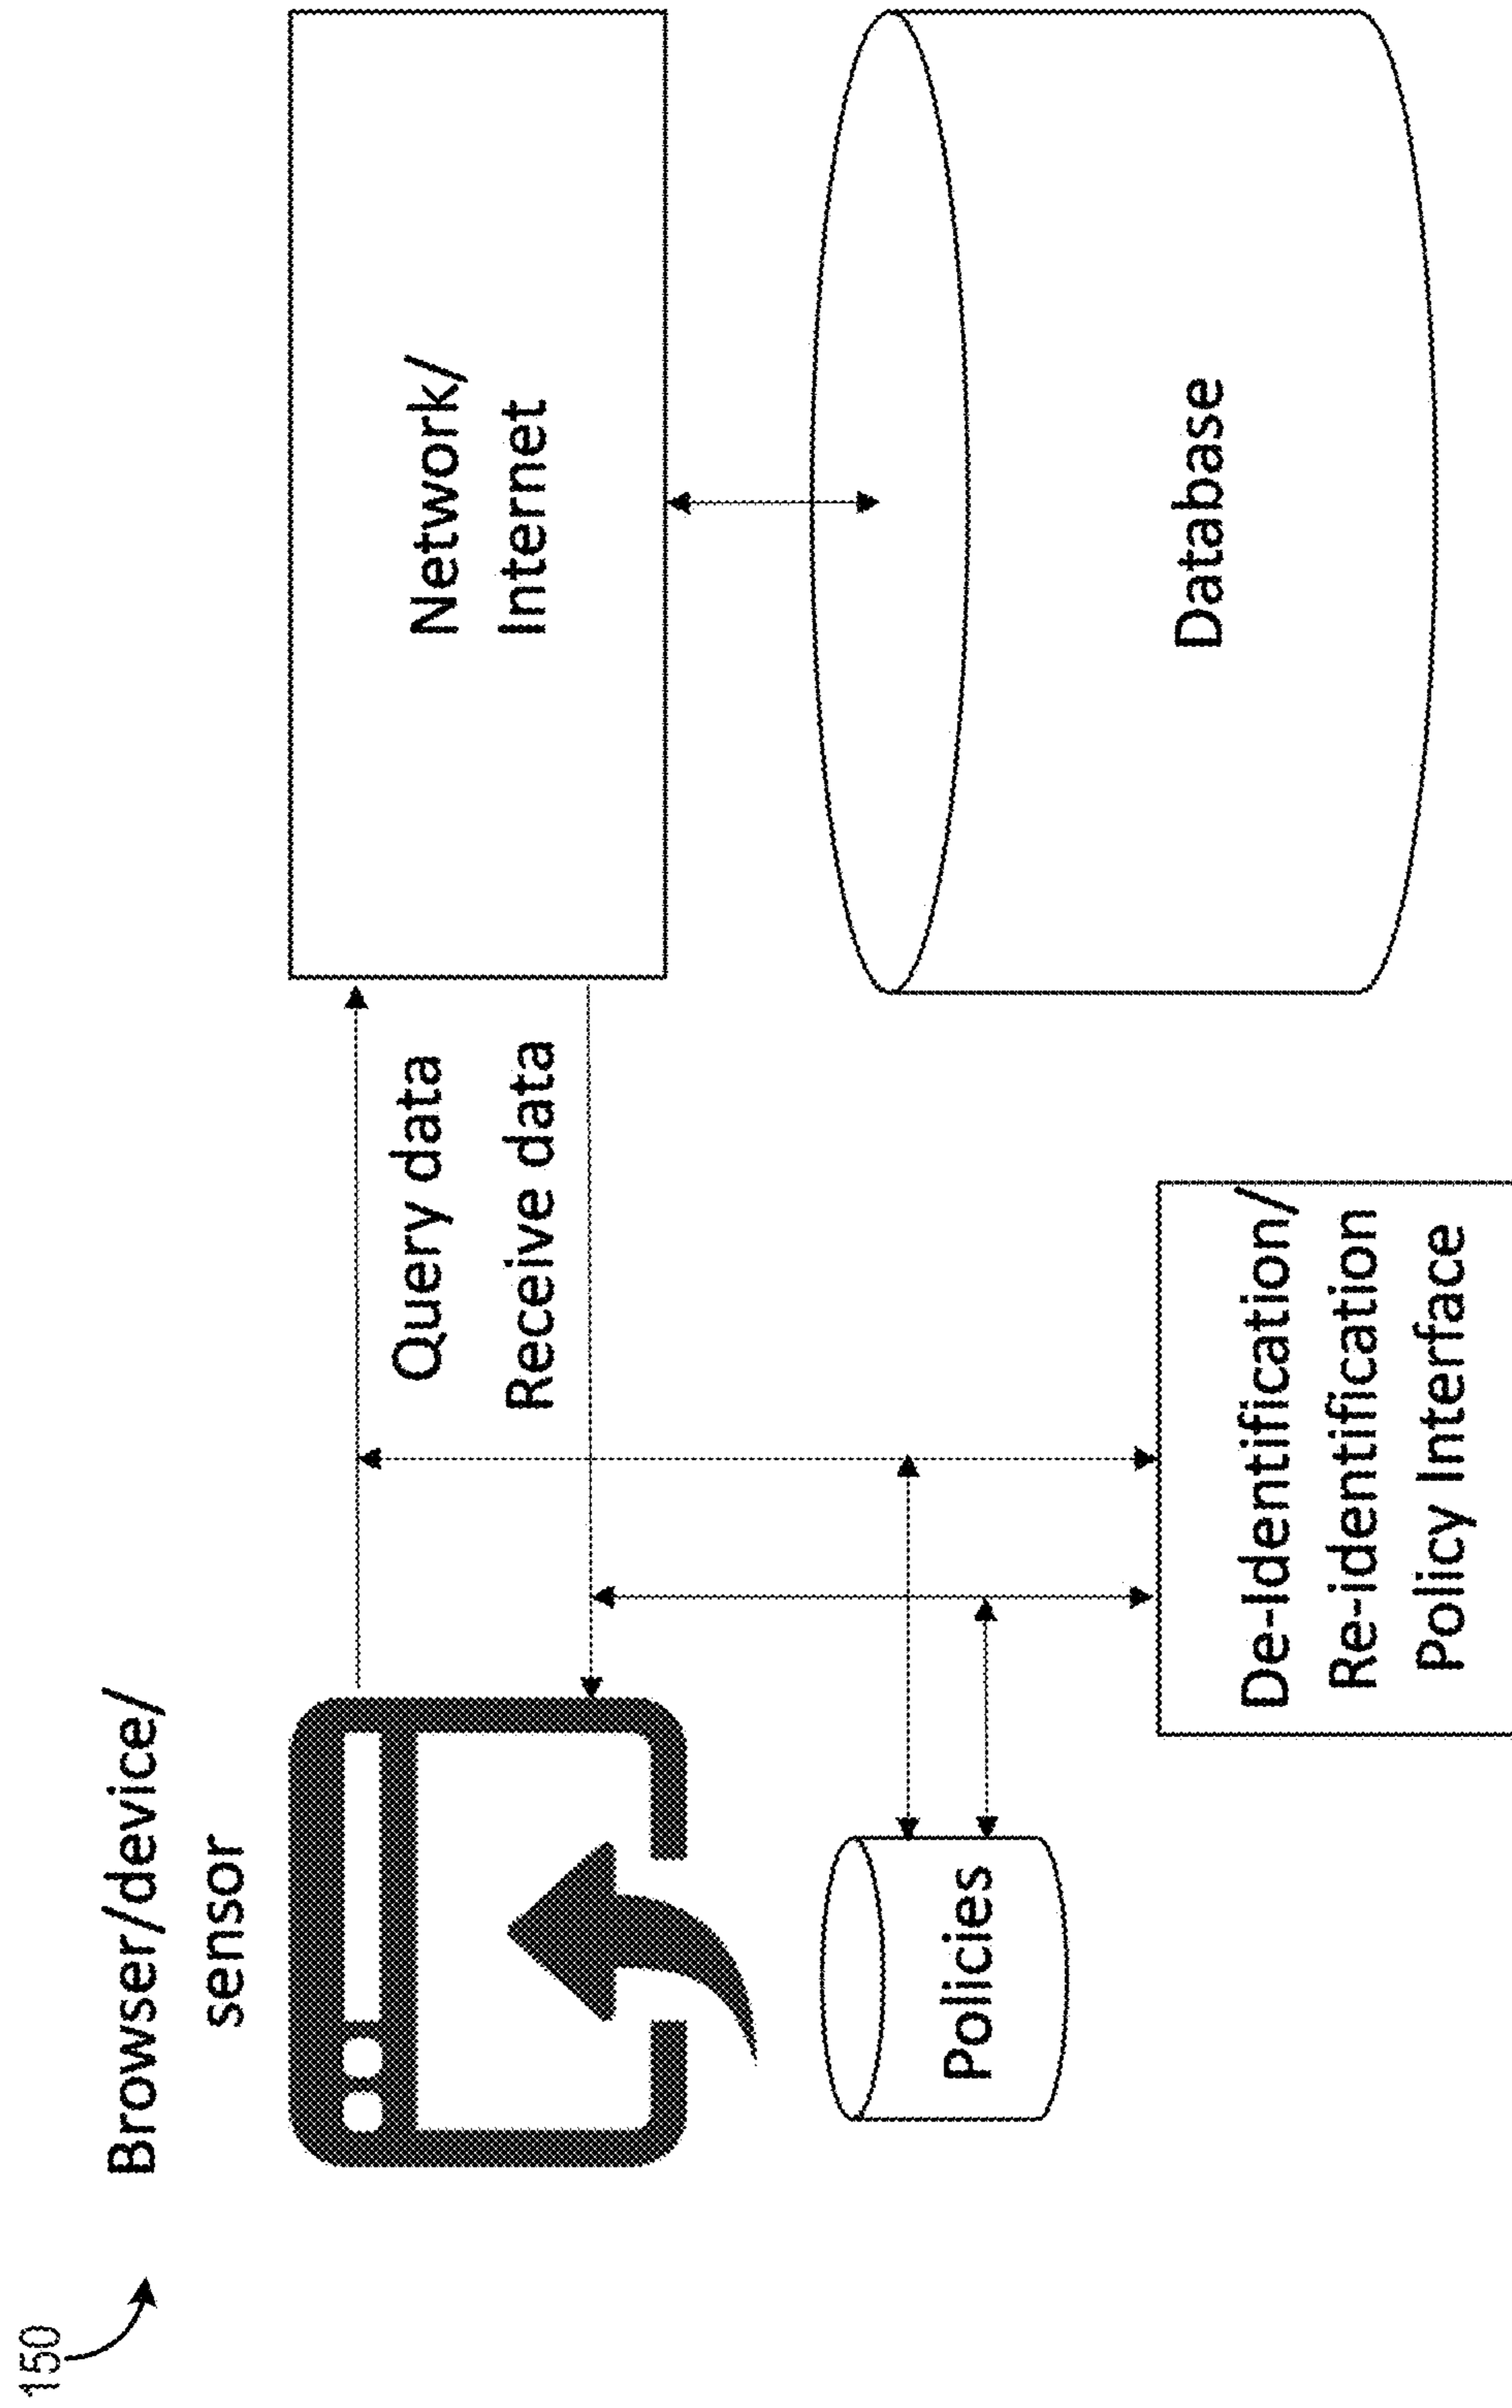 150
Browser/device/
sensor
Query data
Receive data
Network/
Internet
Policies
De-Identification/
Re-identification
Policy Interface
Database